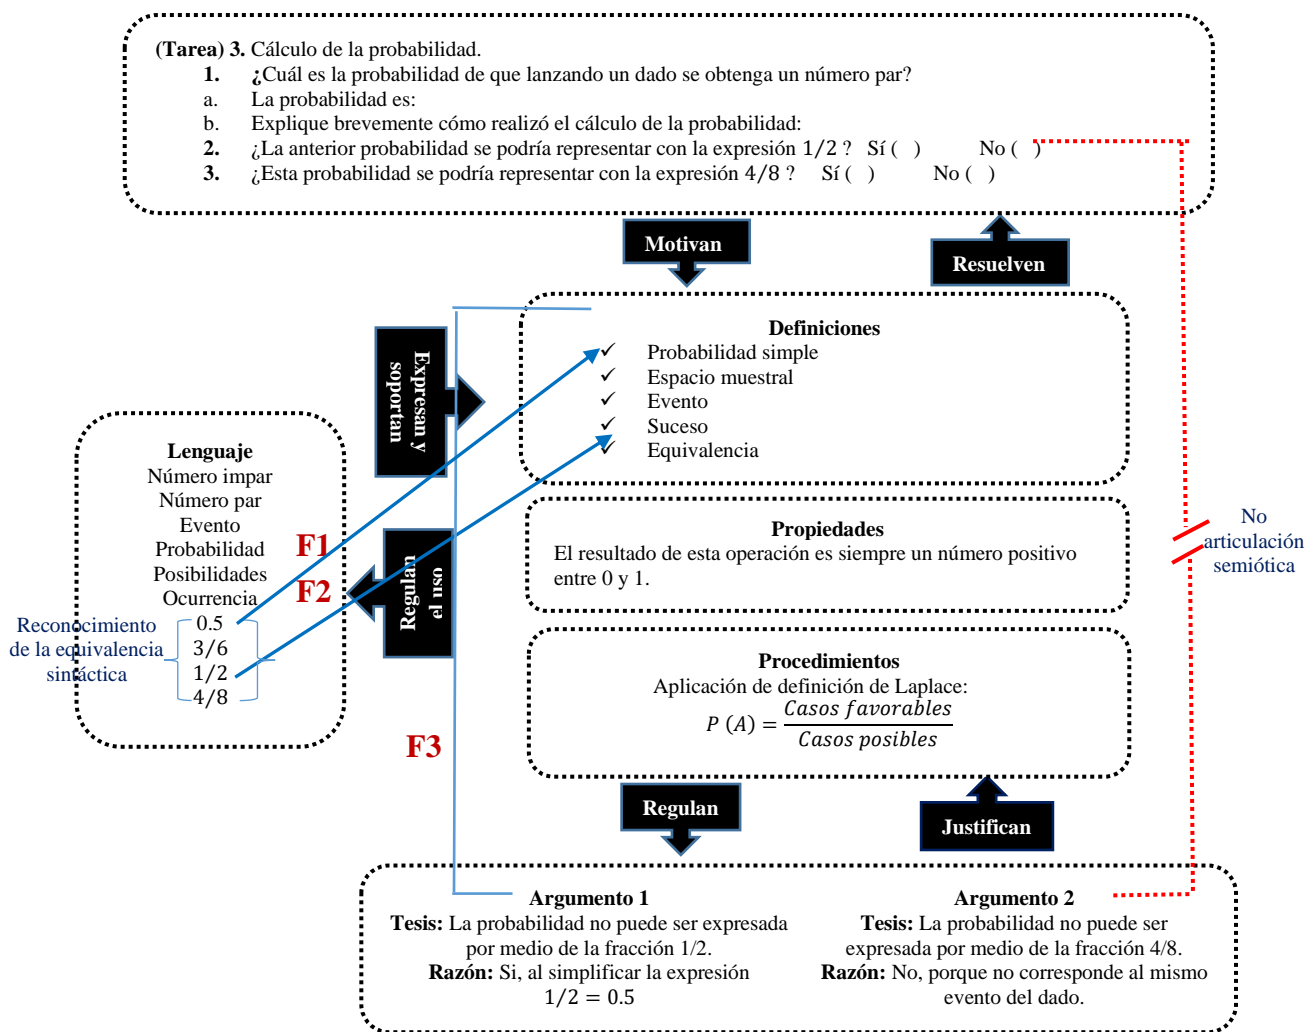 (Tarea) 3. Cálculo de la probabilidad.
1. ¿Cuál es la probabilidad de que lanzando un dado se obtenga un número par?
a. La probabilidad es:
b. Explique brevemente cómo realizó el cálculo de la probabilidad:
2. ¿La anterior probabilidad se podría representar con la expresión 1/2 ? Sí ( ) No ( )
3. ¿Esta probabilidad se podría representar con la expresión 4/8 ? Sí ( ) No ( )
Motivan
Resuelven
Expresan y
soportan
Definiciones
✓ Probabilidad simple
✓ Espacio muestral
✓ Evento
✓ Suceso
✓ Equivalencia
Lenguaje
Número impar
Número par
Evento
Probabilidad
Posibilidades
Ocurrencia
0.5
3/6
1/2
4/8
Reconocimiento
de la equivalencia
sintáctica
F1
F2
F3
Regulan
el uso
Propiedades
El resultado de esta operación es siempre un número positivo
entre 0 y 1.
No
articulación
semiótica
Procedimientos
Aplicación de definición de Laplace:
P (A) = Casos favorables / Casos posibles
Regulan
Justifican
Argumento 1
Tesis: La probabilidad no puede ser expresada
por medio de la fracción 1/2.
Razón: Si, al simplificar la expresión
1/2 = 0.5
Argumento 2
Tesis: La probabilidad no puede ser
expresada por medio de la fracción 4/8.
Razón: No, porque no corresponde al mismo
evento del dado.